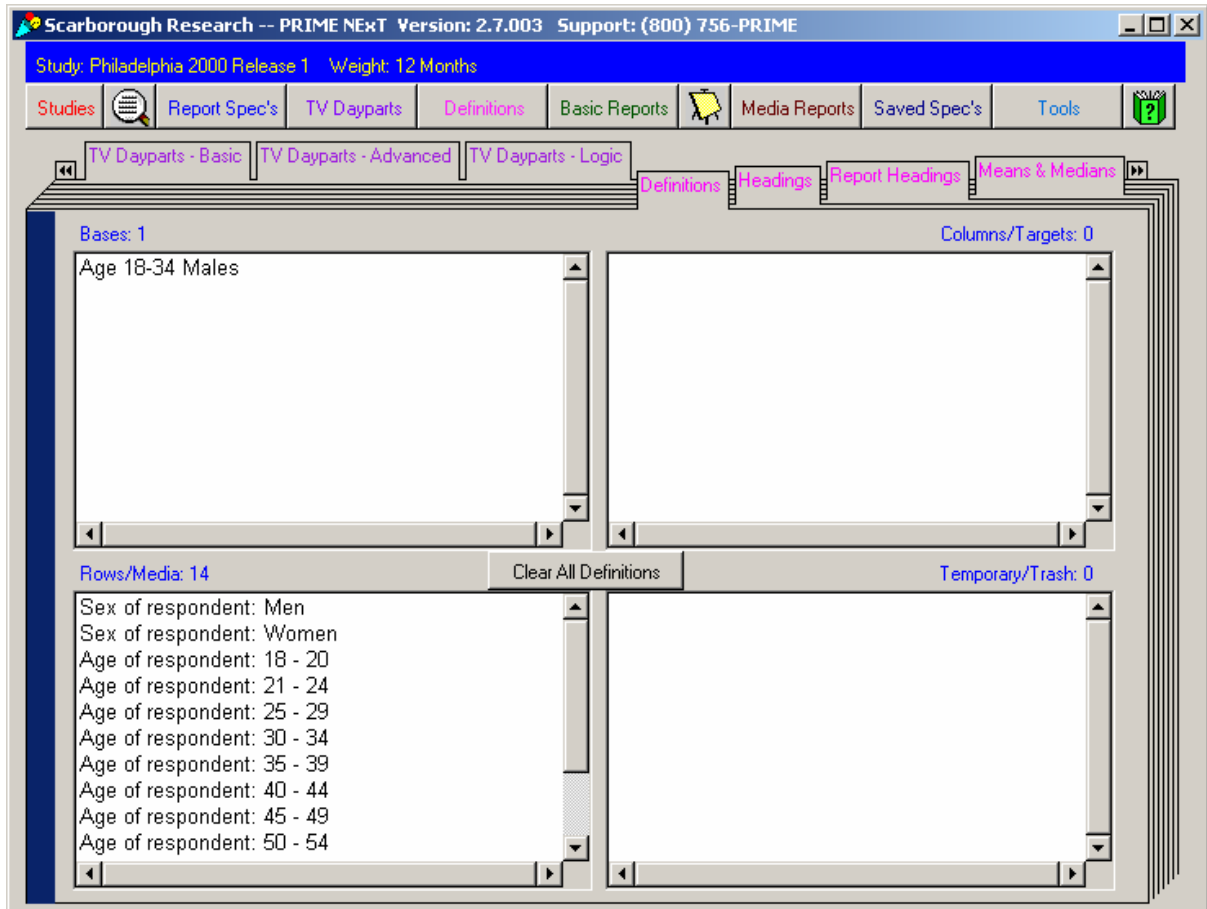 Scarborough Research -- PRIME NExT Version: 2.7.003 Support: (800) 756-PRIME
Study: Philadelphia 2000 Release 1 Weight: 12 Months
Studies Report Spec's TV Dayparts Definitions Basic Reports Media Reports Saved Spec's Tools ?
TV Dayparts - Basic TV Dayparts - Advanced TV Dayparts - Logic Definitions Headings Report Headings Means & Medians
Bases: 1 Columns/Targets: 0
Age 18-34 Males
Rows/Media: 14 Clear All Definitions Temporary/Trash: 0
Sex of respondent: Men
Sex of respondent: Women
Age of respondent: 18 - 20
Age of respondent: 21 - 24
Age of respondent: 25 - 29
Age of respondent: 30 - 34
Age of respondent: 35 - 39
Age of respondent: 40 - 44
Age of respondent: 45 - 49
Age of respondent: 50 - 54